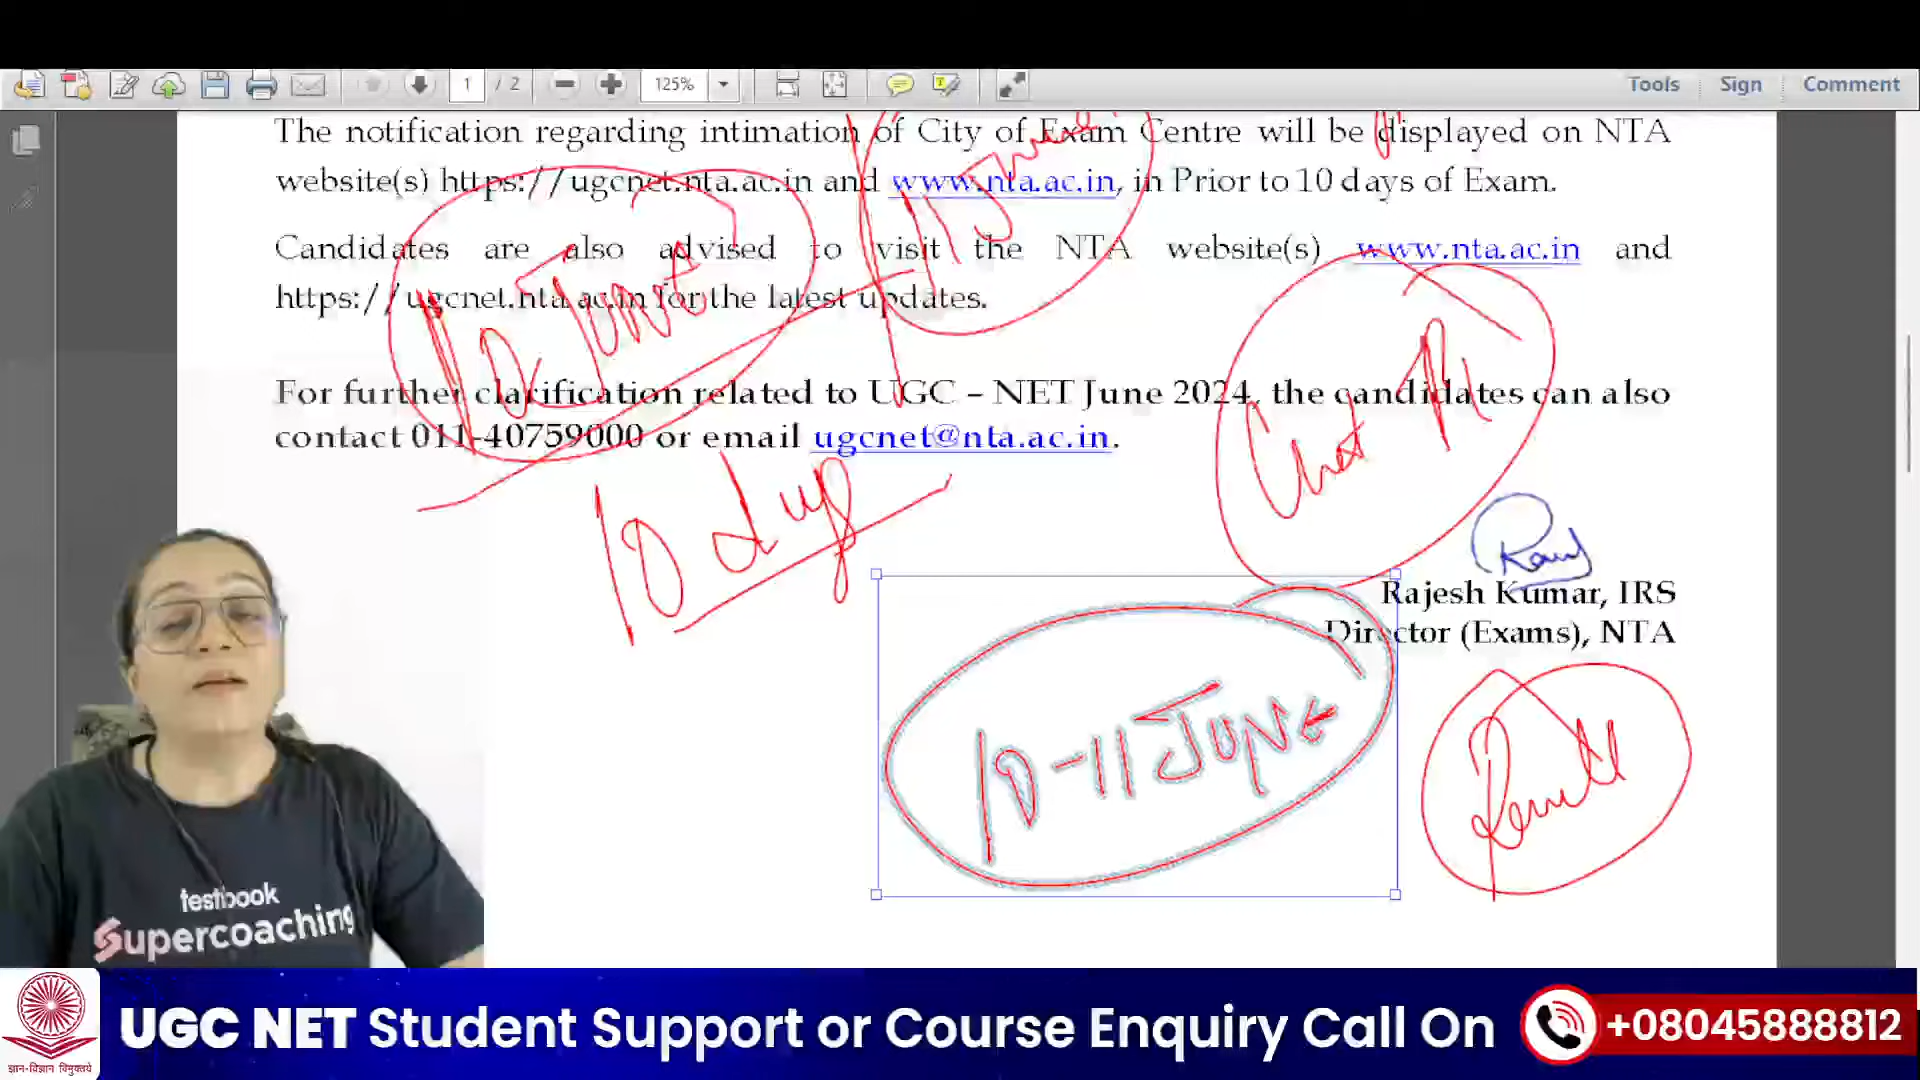 Tools Sign Comment
1 / 2 125%
The notification regarding intimation of City of Exam Centre will be displayed on NTA
website(s) https://ugcnet.nta.ac.in and www.nta.ac.in, in Prior to 10 days of Exam.
11 June
Candidates are also advised to visit the NTA website(s) www.nta.ac.in and
https://ugcnet.nta.ac.in for the latest updates.
For further clarification related to UGC – NET June 2024, the candidates can also
contact 011-40759000 or email ugcnet@nta.ac.in.
10 days
Rajesh Kumar, IRS
Director (Exams), NTA
10-11 JUNE
testbook
Supercoaching
ज्ञान-विज्ञान विमुक्तये
UGC NET Student Support or Course Enquiry Call On +08045888812